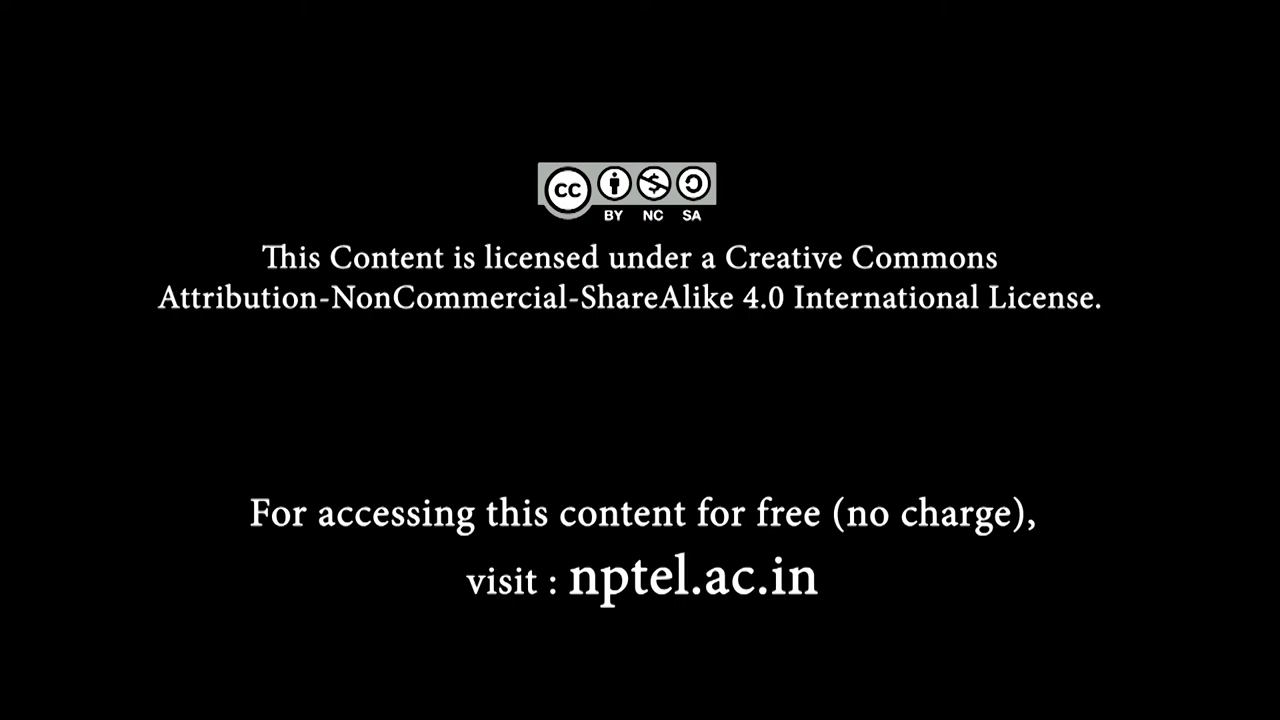 cc
BY NC SA
This Content is licensed under a Creative Commons
Attribution-NonCommercial-ShareAlike 4.0 International License.
For accessing this content for free (no charge),
visit : nptel.ac.in